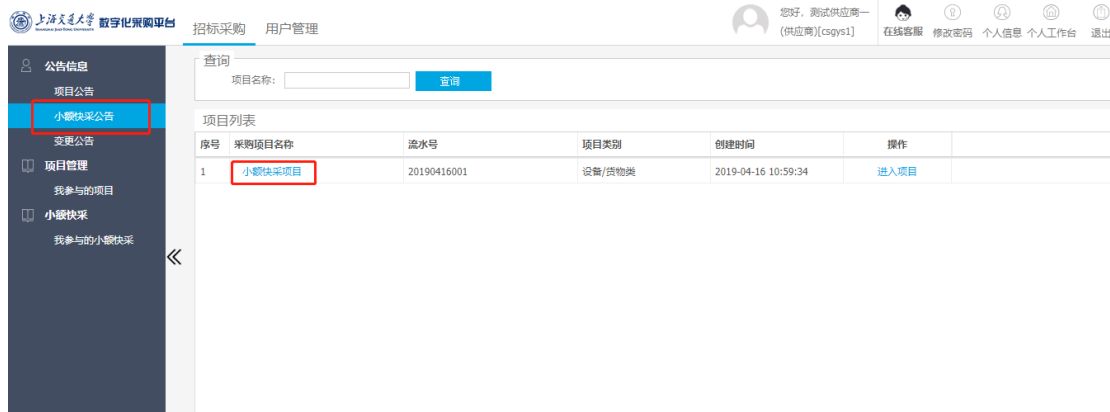 上海交通大学 数字化采购平台
SHANGHAI JIAO TONG UNIVERSITY
招标采购 用户管理
您好，测试供应商一
(供应商)[csgys1]
在线客服 修改密码 个人信息 个人工作台 退出
公告信息
项目公告
小额快采公告
变更公告
项目管理
我参与的项目
小额快采
我参与的小额快采
查询
项目名称: 查询
项目列表
序号 采购项目名称 流水号 项目类别 创建时间 操作
1 小额快采项目 20190416001 设备/货物类 2019-04-16 10:59:34 进入项目